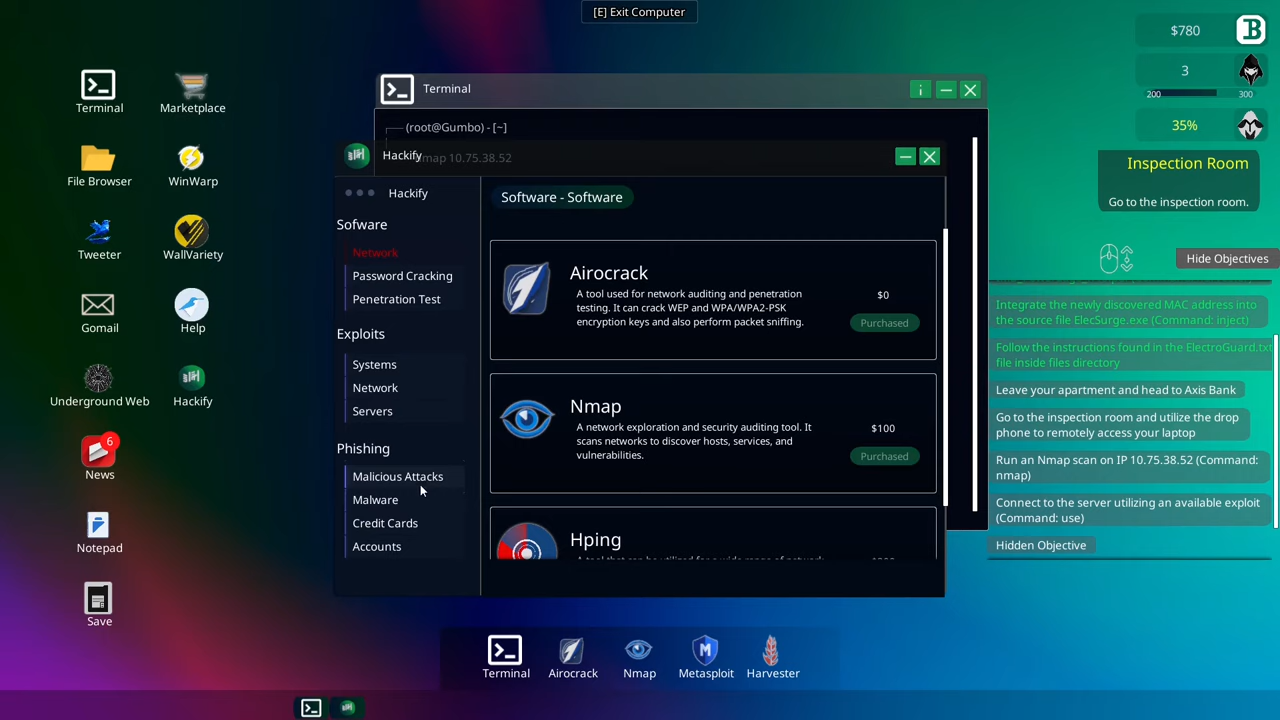 [E] Exit Computer
$780
B
3
200
300
35%
Inspection Room
Go to the inspection room.
Hide Objectives
Integrate the newly discovered MAC address into
the source file ElecSurge.exe (Command: inject)
Follow the instructions found in the ElectroGuard.txt
file inside files directory
Leave your apartment and head to Axis Bank
Go to the inspection room and utilize the drop
phone to remotely access your laptop
Run an Nmap scan on IP 10.75.38.52 (Command:
nmap)
Connect to the server utilizing an available exploit
(Command: use)
Hidden Objective
Terminal
Marketplace
File Browser
WinWarp
Tweeter
WallVariety
Gomail
Help
Underground Web
Hackify
6
News
Notepad
Save
Terminal
i
(root@Gumbo) - [~]
Hackify
map 10.75.38.52
Hackify
Sofware
Network
Password Cracking
Penetration Test
Exploits
Systems
Network
Servers
Phishing
Malicious Attacks
Malware
Credit Cards
Accounts
Software - Software
Airocrack
A tool used for network auditing and penetration
testing. It can crack WEP and WPA/WPA2-PSK
encryption keys and also perform packet sniffing.
$0
Purchased
Nmap
A network exploration and security auditing tool. It
scans networks to discover hosts, services, and
vulnerabilities.
$100
Purchased
Hping
Terminal
Airocrack
Nmap
M
Metasploit
Harvester